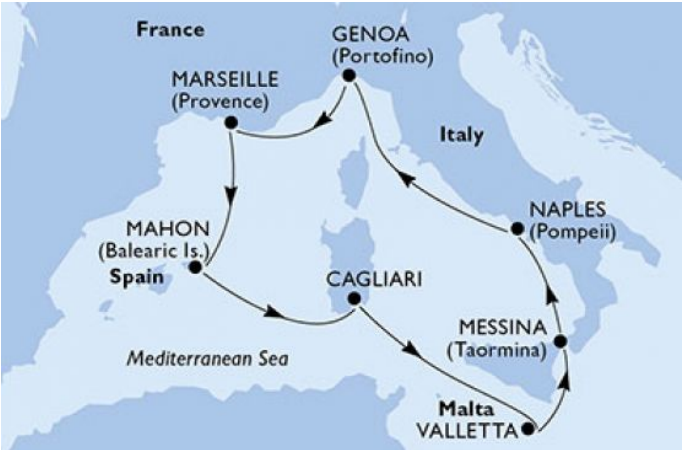 France
GENOA
(Portofino)
MARSEILLE
(Provence)
Italy
NAPLES
(Pompeii)
MAHON
(Balearic Is.)
Spain
CAGLIARI
MESSINA
(Taormina)
Mediterranean Sea
Malta
VALLETTA